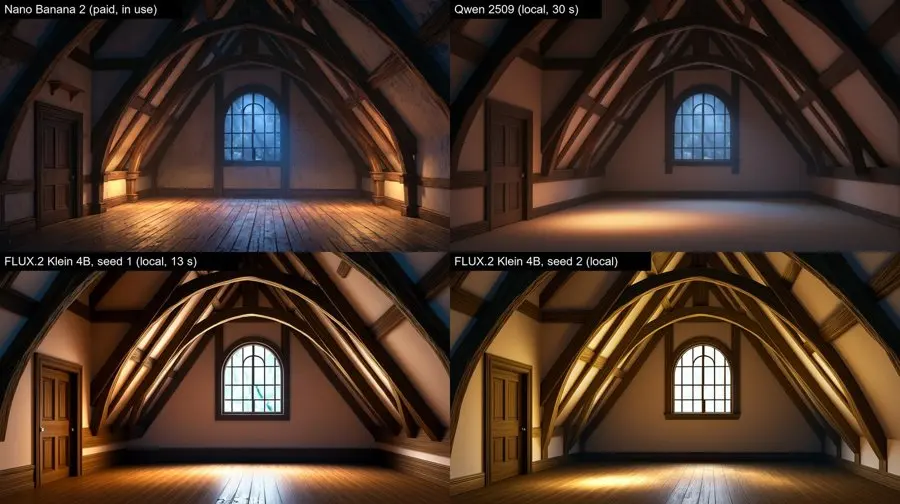 Nano Banana 2 (paid, in use)
Qwen 2509 (local, 30 s)
FLUX.2 Klein 4B, seed 1 (local, 13 s)
FLUX.2 Klein 4B, seed 2 (local)